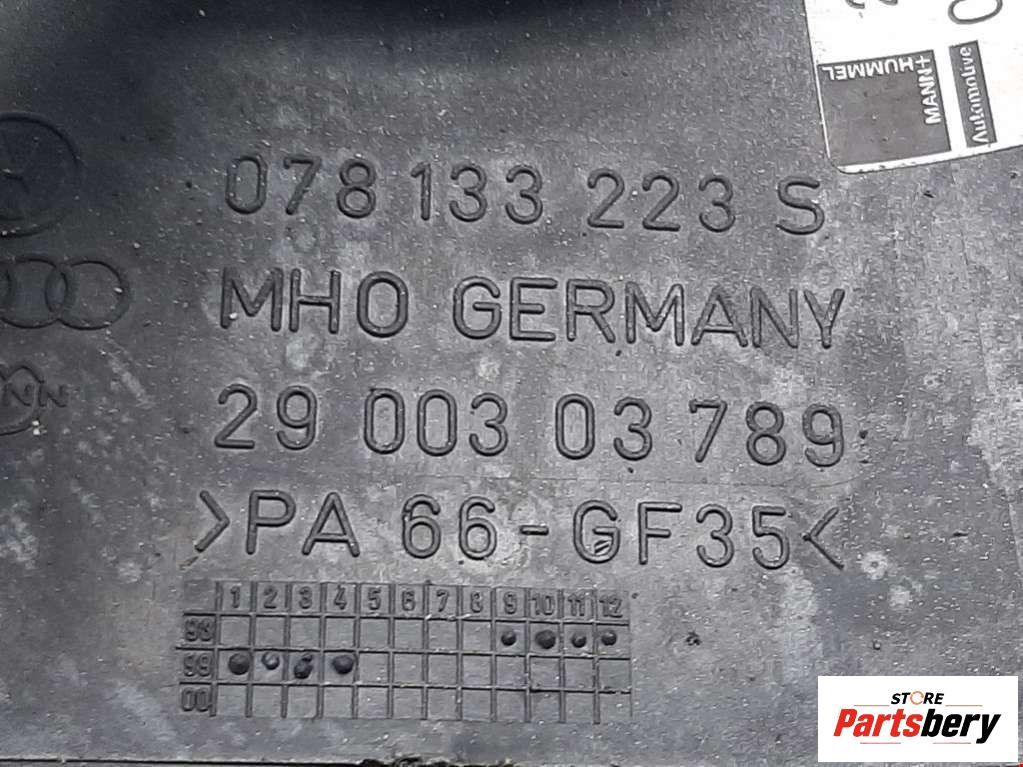 MANN+
HUMMEL
Automotive
078 133 223 S
MHO GERMANY
29 003 03 789
>PA 66-GF35<
1 2 3 4 5 6 7 8 9 10 11 12
98
99
00
STORE
Partsbery